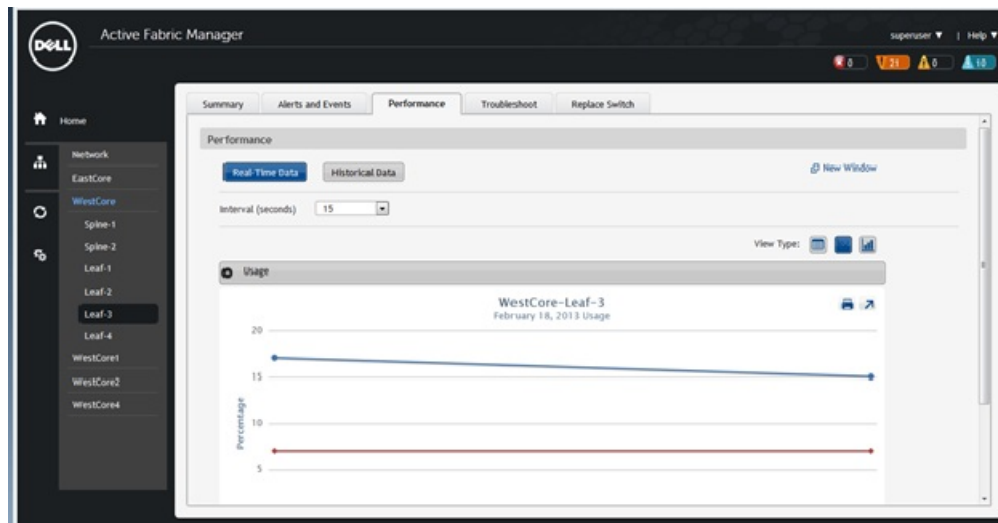 DELL
Active Fabric Manager
superuser ▼ | Help ▼
0 21 0 10
Summary Alerts and Events Performance Troubleshoot Replace Switch
Home
Network
EastCore
WestCore
Spine-1
Spine-2
Leaf-1
Leaf-2
Leaf-3
Leaf-4
WestCore1
WestCore2
WestCore4
Performance
Real-Time Data Historical Data
New Window
Interval (seconds) 15
View Type:
Usage
WestCore-Leaf-3
February 18, 2013 Usage
Percentage
20
15
10
5